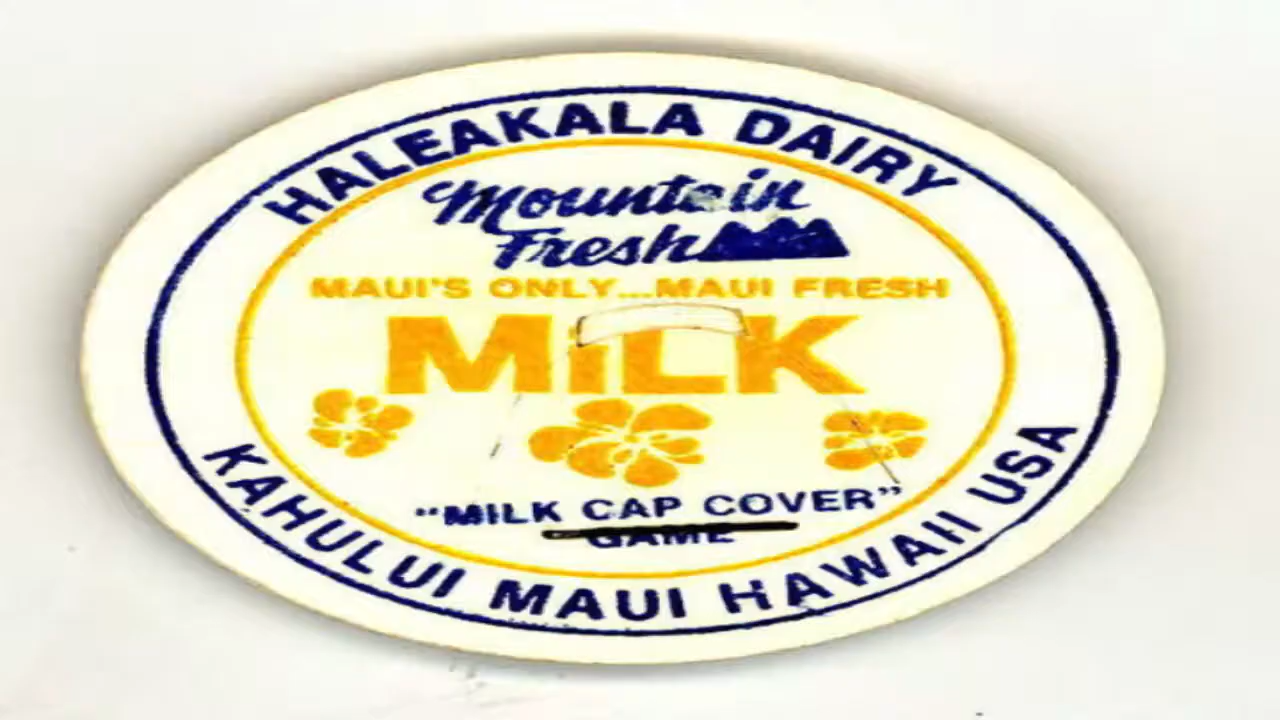 HALEAKALA DAIRY
Mountain
Fresh
MAUI'S ONLY...MAUI FRESH
MiLK
"MILK CAP COVER"
GAME
KAHULUI MAUI HAWAII USA